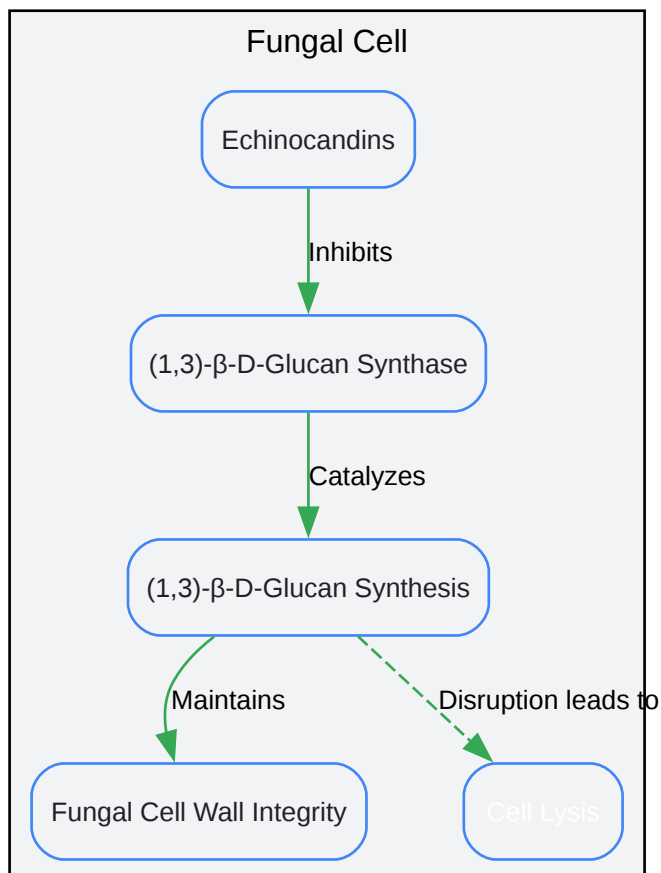 Fungal Cell
Echinocandins
Inhibits
(1,3)-β-D-Glucan Synthase
Catalyzes
(1,3)-β-D-Glucan Synthesis
Maintains
Disruption leads to
Fungal Cell Wall Integrity
Cell Lysis